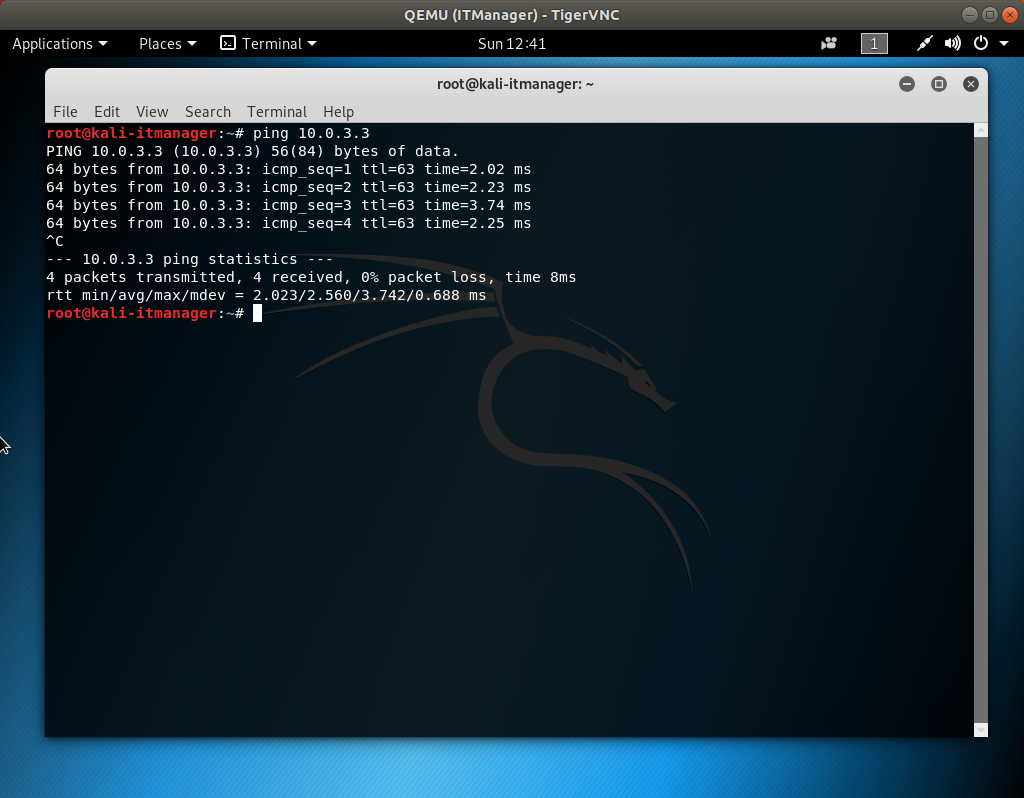 QEMU (ITManager) - TigerVNC
Applications Places Terminal Sun 12:41 1
root@kali-itmanager: ~
File Edit View Search Terminal Help
root@kali-itmanager:~# ping 10.0.3.3
PING 10.0.3.3 (10.0.3.3) 56(84) bytes of data.
64 bytes from 10.0.3.3: icmp_seq=1 ttl=63 time=2.02 ms
64 bytes from 10.0.3.3: icmp_seq=2 ttl=63 time=2.23 ms
64 bytes from 10.0.3.3: icmp_seq=3 ttl=63 time=3.74 ms
64 bytes from 10.0.3.3: icmp_seq=4 ttl=63 time=2.25 ms
^C
--- 10.0.3.3 ping statistics ---
4 packets transmitted, 4 received, 0% packet loss, time 8ms
rtt min/avg/max/mdev = 2.023/2.560/3.742/0.688 ms
root@kali-itmanager:~#